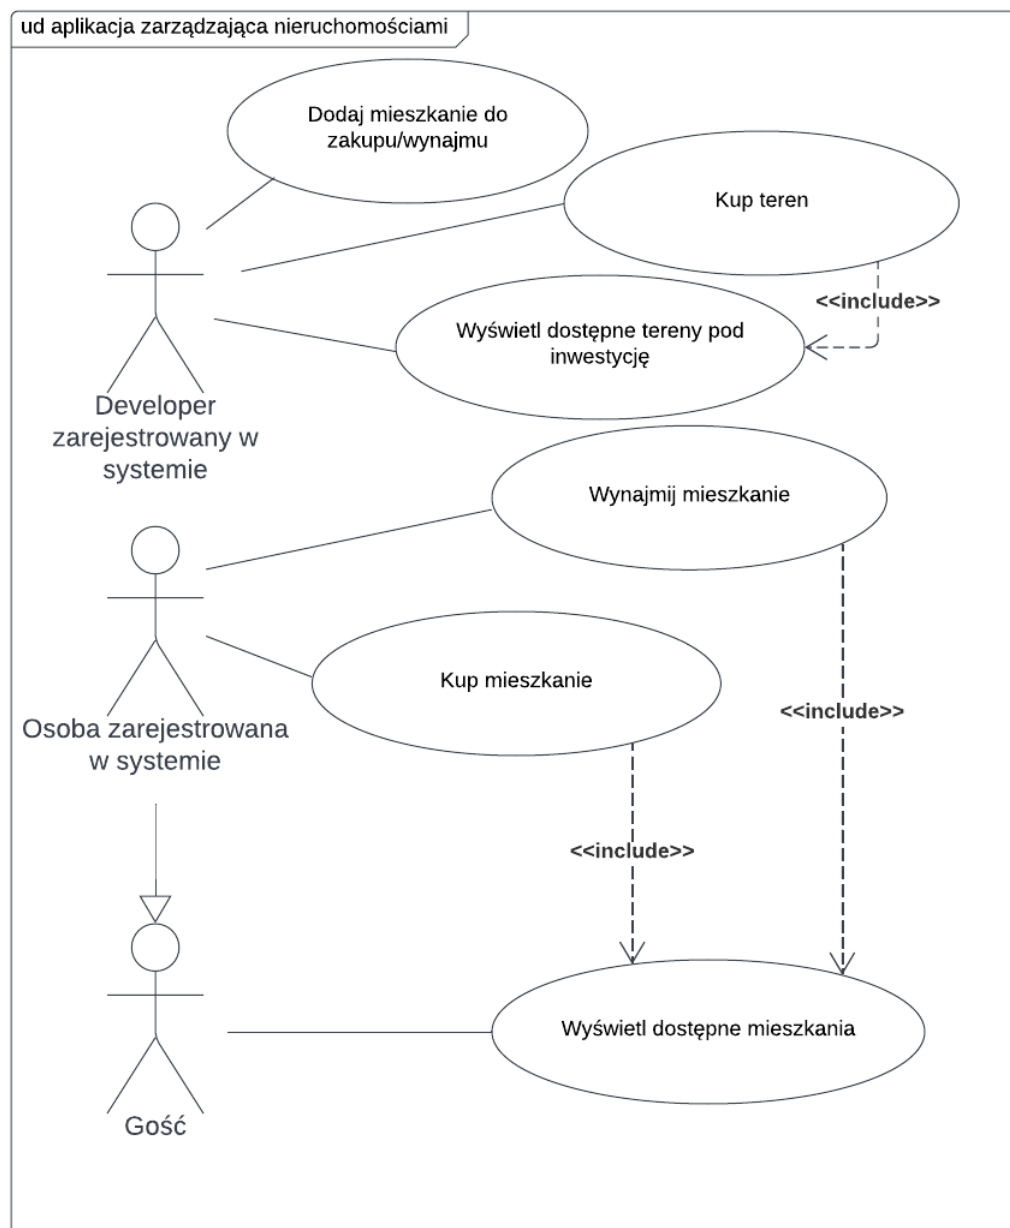 ud aplikacja zarządzająca nieruchomościami
Dodaj mieszkanie do
zakupu/wynajmu
Kup teren
<<include>>
Wyświetl dostępne tereny pod
inwestycję
Developer
zarejestrowany w
systemie
Wynajmij mieszkanie
Kup mieszkanie
<<include>>
Osoba zarejestrowana
w systemie
<<include>>
Wyświetl dostępne mieszkania
Gość